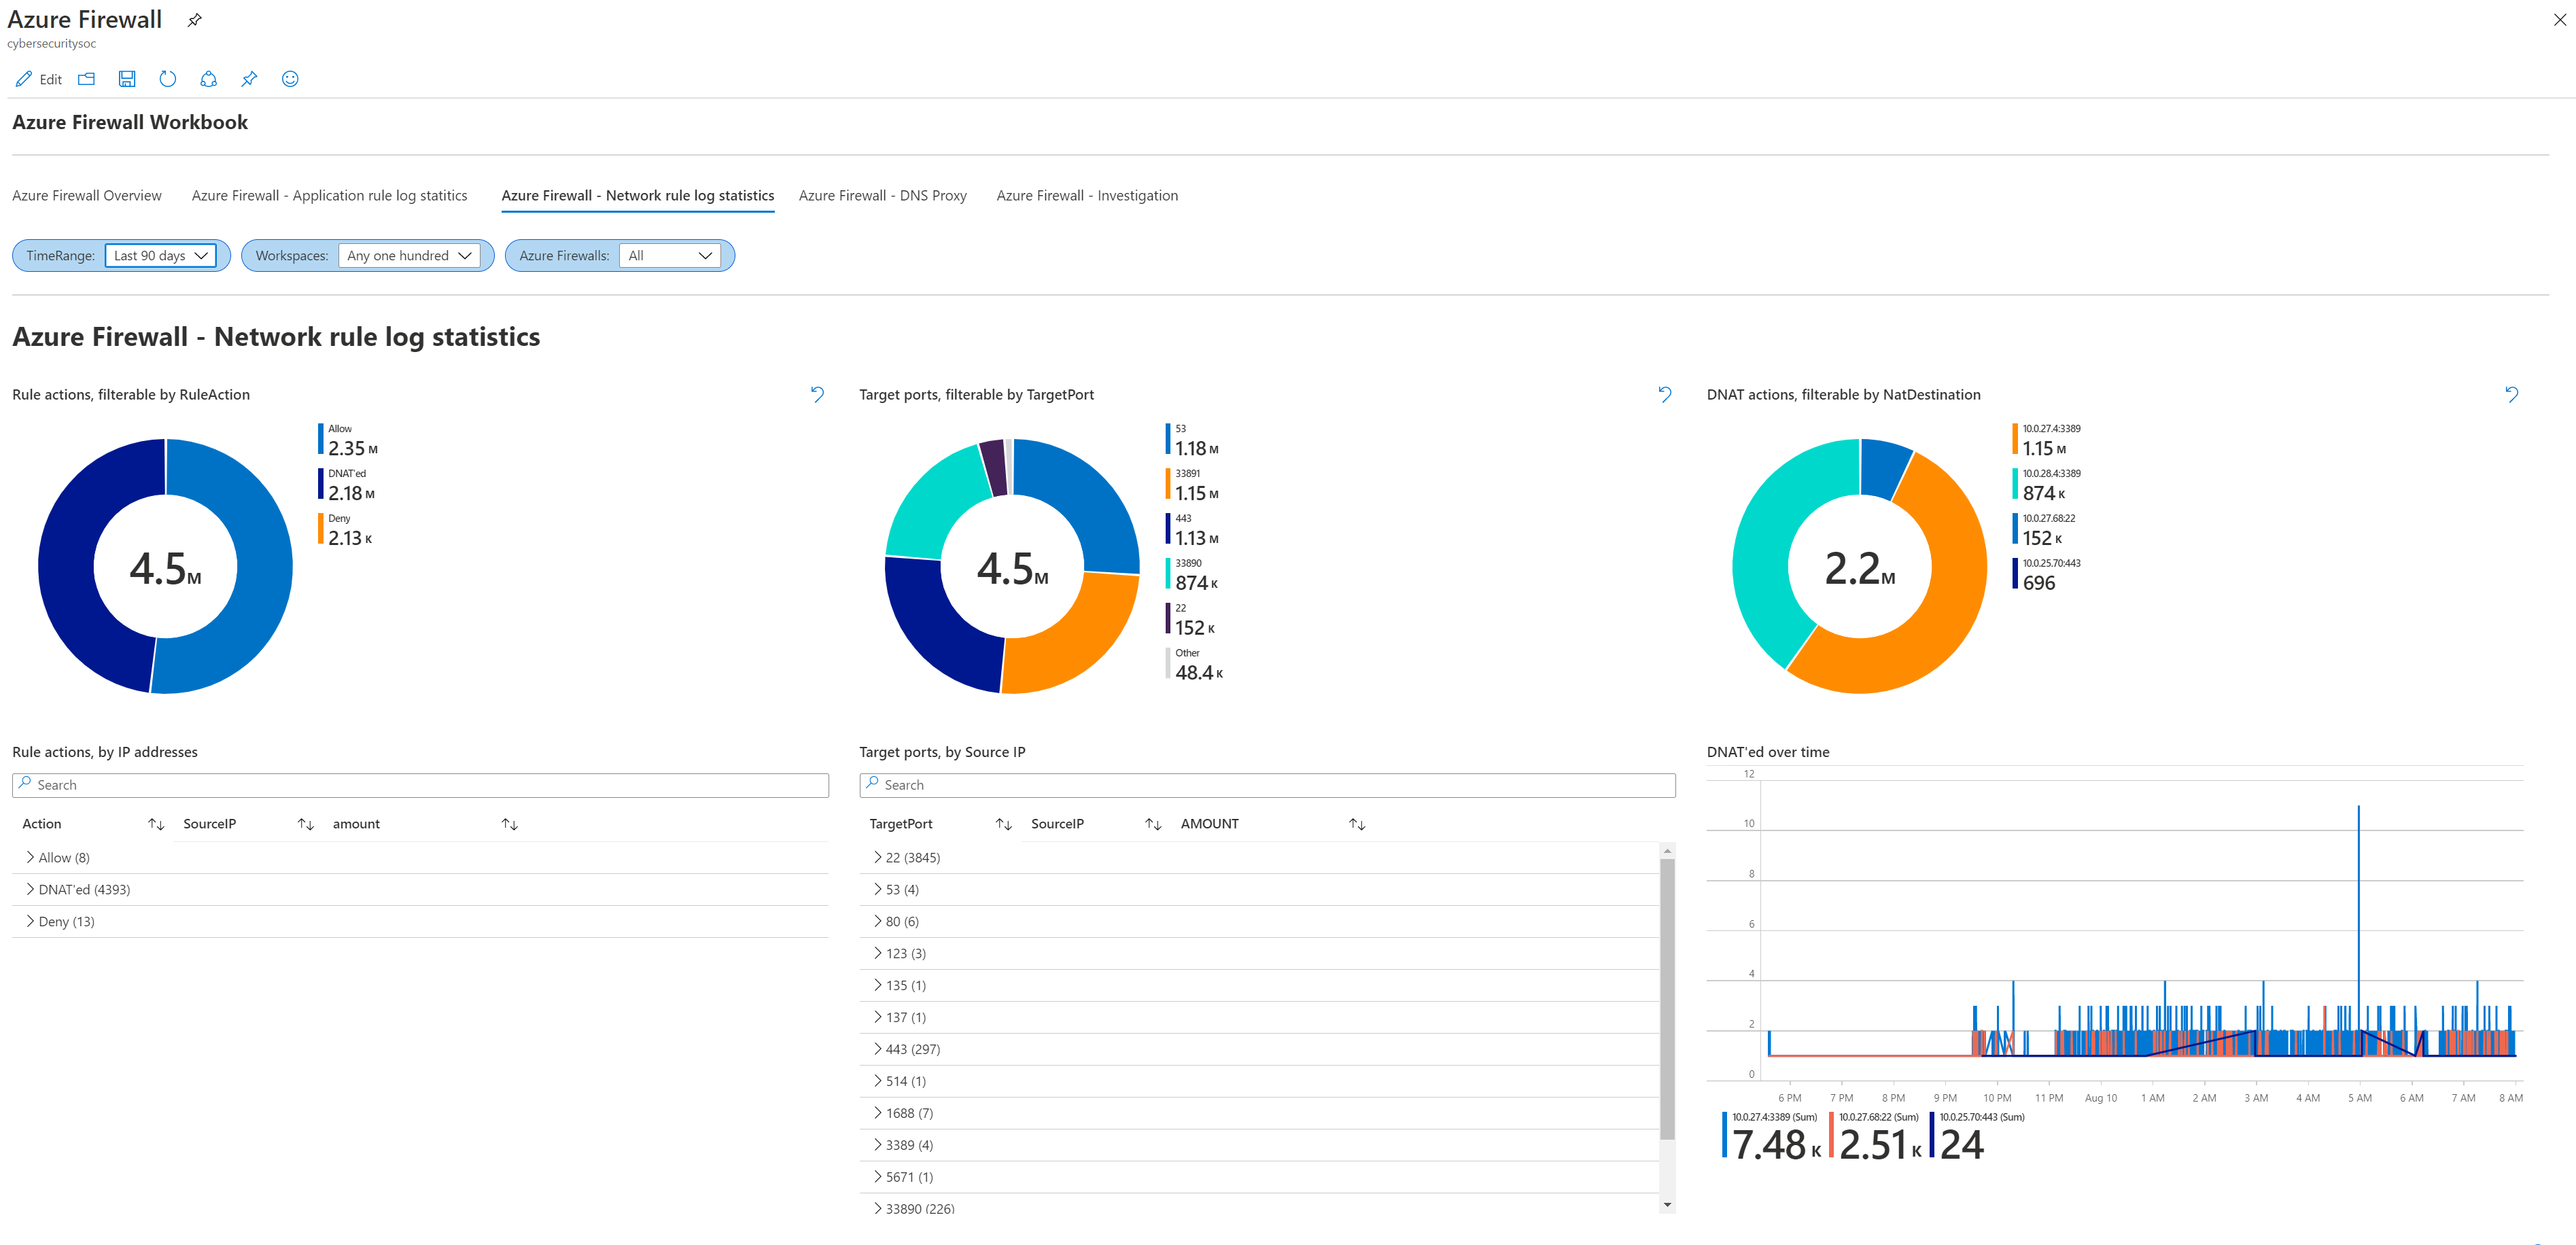 Azure Firewall
cybersecuritysoc
Edit
Azure Firewall Workbook
Azure Firewall Overview
Azure Firewall - Application rule log statitics
Azure Firewall - Network rule log statistics
Azure Firewall - DNS Proxy
Azure Firewall - Investigation
TimeRange: Last 90 days
Workspaces: Any one hundred
Azure Firewalls: All
Azure Firewall - Network rule log statistics
Rule actions, filterable by RuleAction
4.5M
Allow
2.35 M
DNAT'ed
2.18 M
Deny
2.13 K
Target ports, filterable by TargetPort
4.5M
53
1.18 M
33891
1.15 M
443
1.13 M
33890
874 K
22
152 K
Other
48.4 K
DNAT actions, filterable by NatDestination
2.2M
10.0.27.4:3389
1.15 M
10.0.28.4:3389
874 K
10.0.27.68:22
152 K
10.0.25.70:443
696
Rule actions, by IP addresses
Search
Action SourceIP amount
Allow (8)
DNAT'ed (4393)
Deny (13)
Target ports, by Source IP
Search
TargetPort SourceIP AMOUNT
22 (3845)
53 (4)
80 (6)
123 (3)
135 (1)
137 (1)
443 (297)
514 (1)
1688 (7)
3389 (4)
5671 (1)
33890 (226)
DNAT'ed over time
12
10
8
6
4
2
0
6 PM 7 PM 8 PM 9 PM 10 PM 11 PM Aug 10 1 AM 2 AM 3 AM 4 AM 5 AM 6 AM 7 AM 8 AM
10.0.27.4:3389 (Sum)
7.48 K
10.0.27.68:22 (Sum)
2.51 K
10.0.25.70:443 (Sum)
24